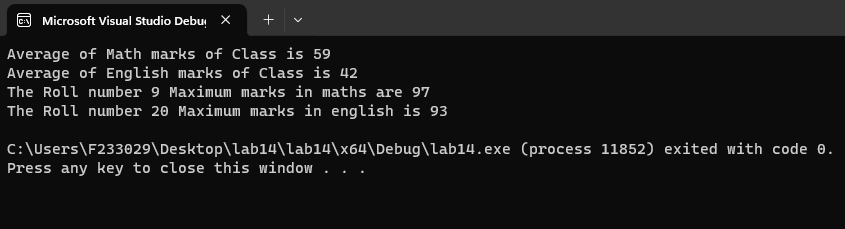 Microsoft Visual Studio Debu
Average of Math marks of Class is 59
Average of English marks of Class is 42
The Roll number 9 Maximum marks in maths are 97
The Roll number 20 Maximum marks in english is 93
C:\Users\F233029\Desktop\lab14\lab14\x64\Debug\lab14.exe (process 11852) exited with code 0.
Press any key to close this window . . .